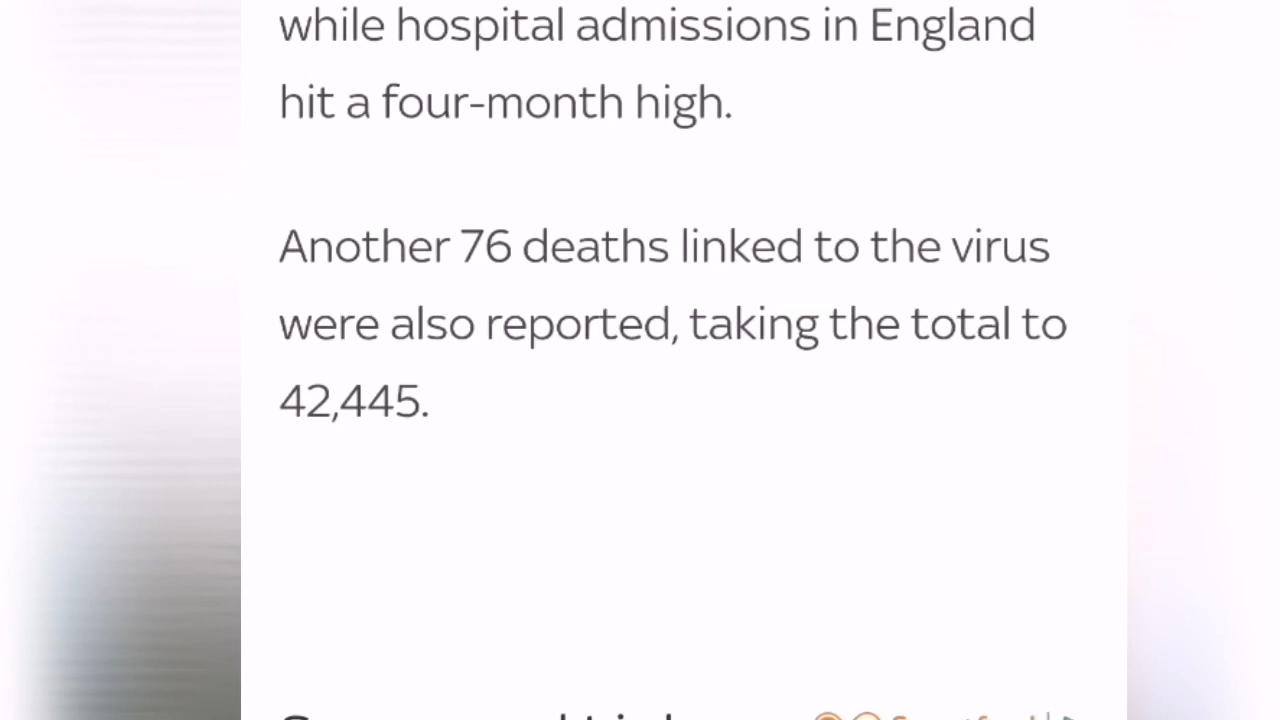 while hospital admissions in England
hit a four-month high.
Another 76 deaths linked to the virus
were also reported, taking the total to
42,445.